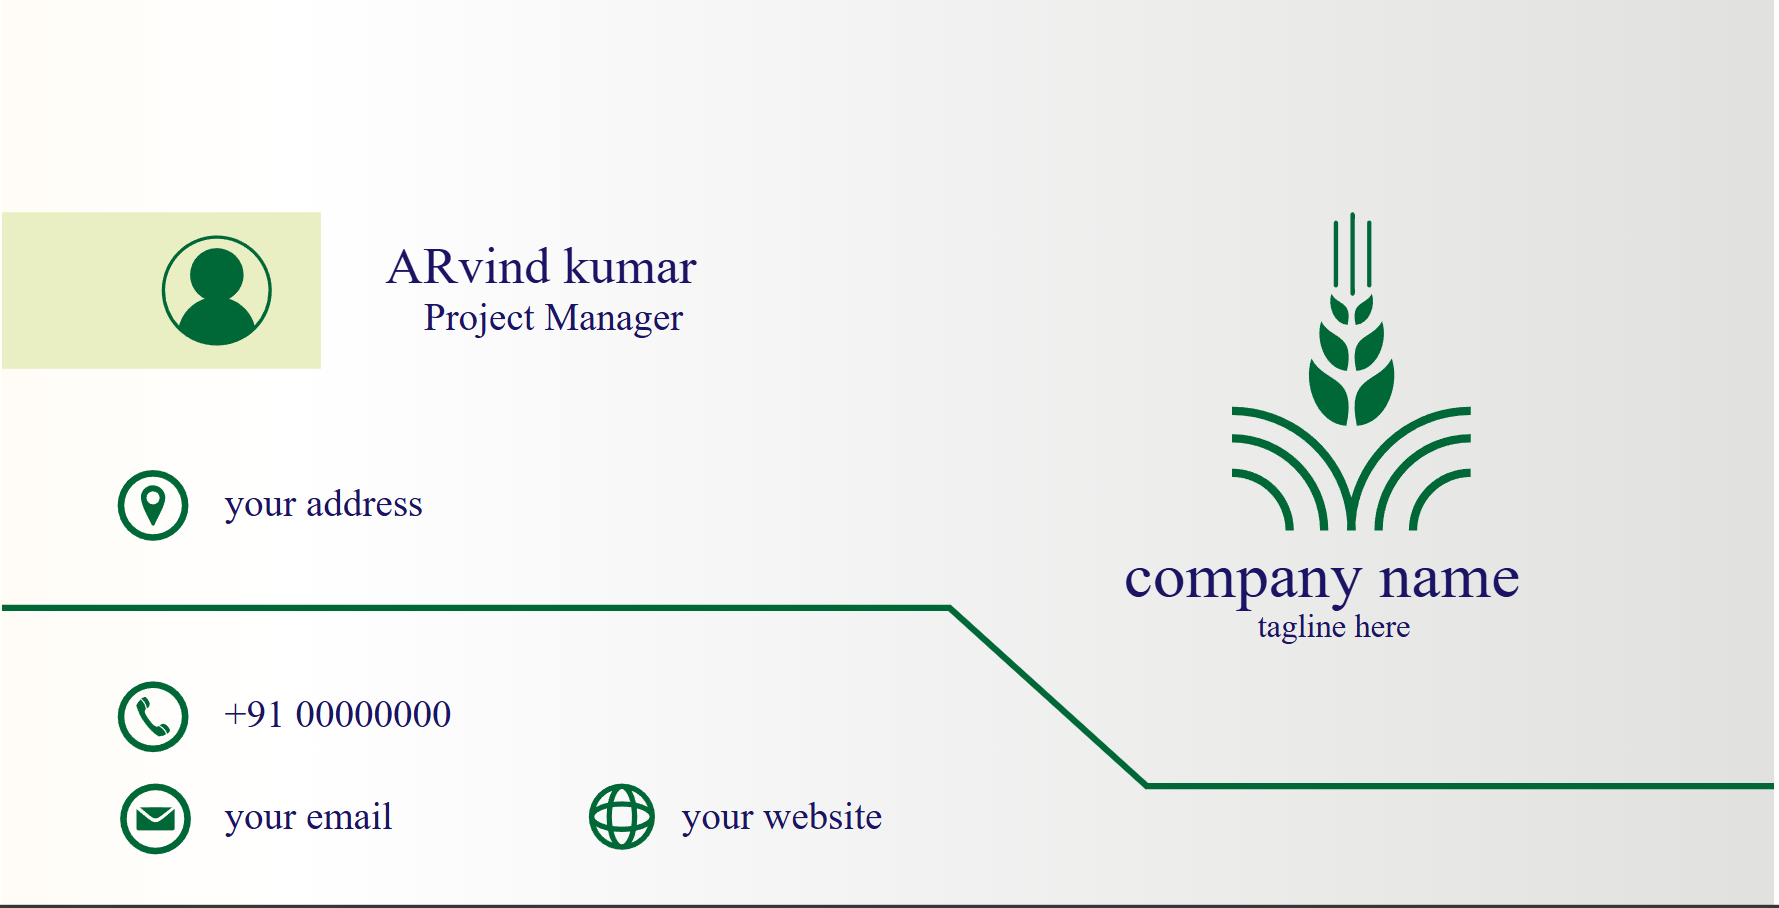 ARvind kumar
Project Manager
your address
+91 00000000
your email
your website
company name
tagline here